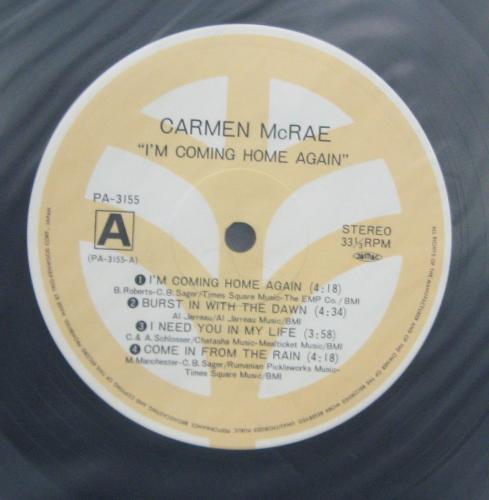 CARMEN McRAE
"I'M COMING HOME AGAIN"
PA-3155
A
(PA-3155-A)
STEREO
33⅓RPM
❶ I'M COMING HOME AGAIN (4:18)
B. Roberts-C. B. Sager/Times Square Music-The EMP Co./BMI
❷ BURST IN WITH THE DAWN (4:34)
Al Jarreau/Al Jarreau Music/BMI
❸ I NEED YOU IN MY LIFE (3:58)
C. & A. Schlosser/Chatasha Music-Mealticket Music/BMI
❹ COME IN FROM THE RAIN (4:18)
M. Manchester-C. B. Sager/Rumanian Pickleworks Music-
Times Square Music/BMI